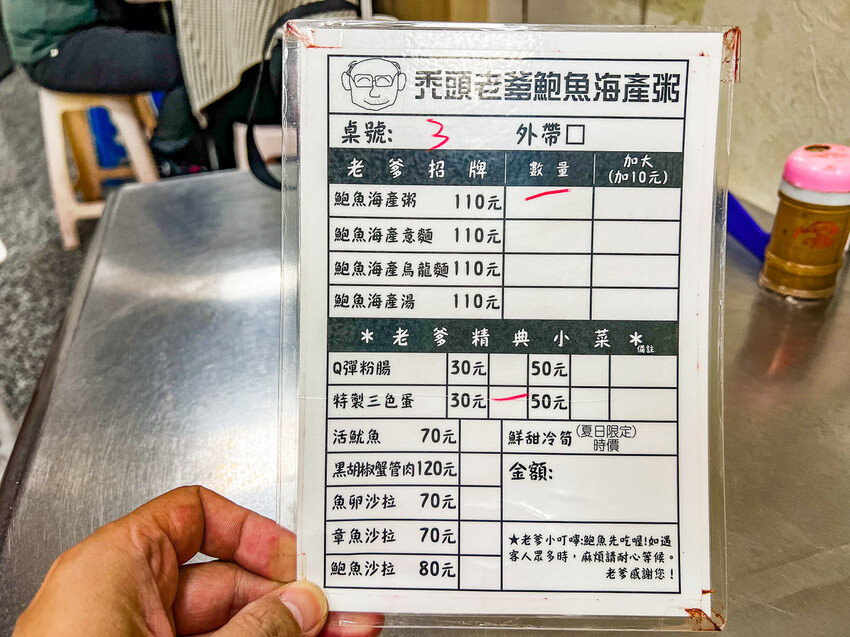 禿頭老爹鮑魚海產粥
桌號: 3 外帶□
老爹招牌 數量 加大(加10元)
鮑魚海產粥 110元
鮑魚海產意麵 110元
鮑魚海產烏龍麵 110元
鮑魚海產湯 110元
*老爹精典小菜* 備註
Q彈粉腸 30元 50元
特製三色蛋 30元 50元
活魷魚 70元 鮮甜冷筍(夏日限定)時價
黑胡椒蟹管肉 120元 金額:
魚卵沙拉 70元
章魚沙拉 70元
鮑魚沙拉 80元
★老爹小叮嚀:鮑魚先吃喔!如遇
客人眾多時,麻煩請耐心等候。
老爹感謝您!